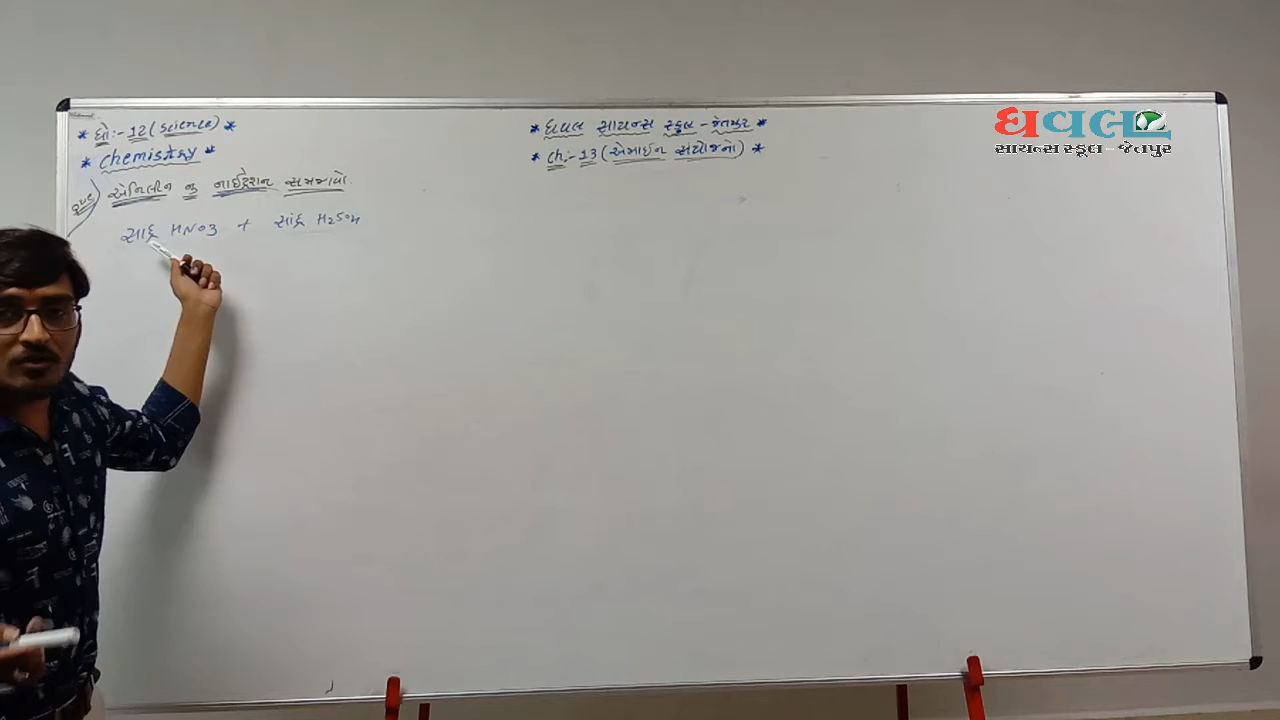 * ધો:-12 (Science) *
* Chemistry *
* ધવલ સાયન્સ સ્કૂલ - જેતપુર *
* Ch:-13 (એમાઈન સંયોજનો) *
એનિલીન નું નાઈટ્રેશન સમજાવો.
સાંદ્ર HNO3 + સાંદ્ર H2SO4
ધવલ
સાયન્સ સ્કૂલ - જેતપુર